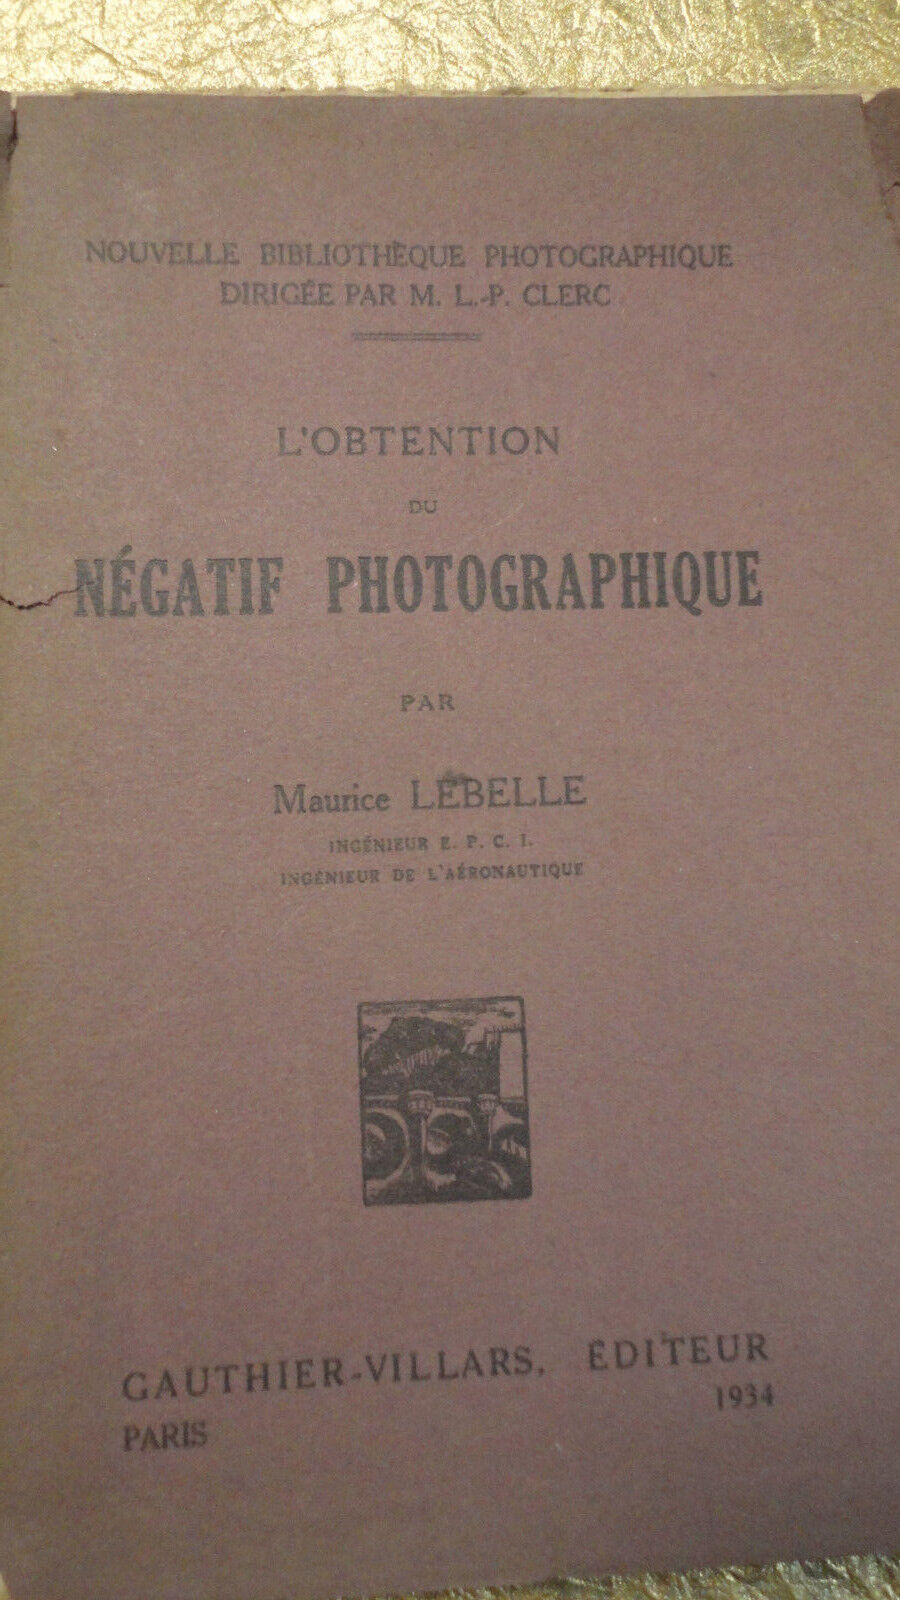 NOUVELLE BIBLIOTHÈQUE PHOTOGRAPHIQUE
DIRIGÉE PAR M. L.-P. CLERC
L'OBTENTION
DU
NÉGATIF PHOTOGRAPHIQUE
PAR
Maurice LEBELLE
INGÉNIEUR E. P. C. I.
INGÉNIEUR DE L'AÉRONAUTIQUE
GAUTHIER-VILLARS, ÉDITEUR
PARIS 1934